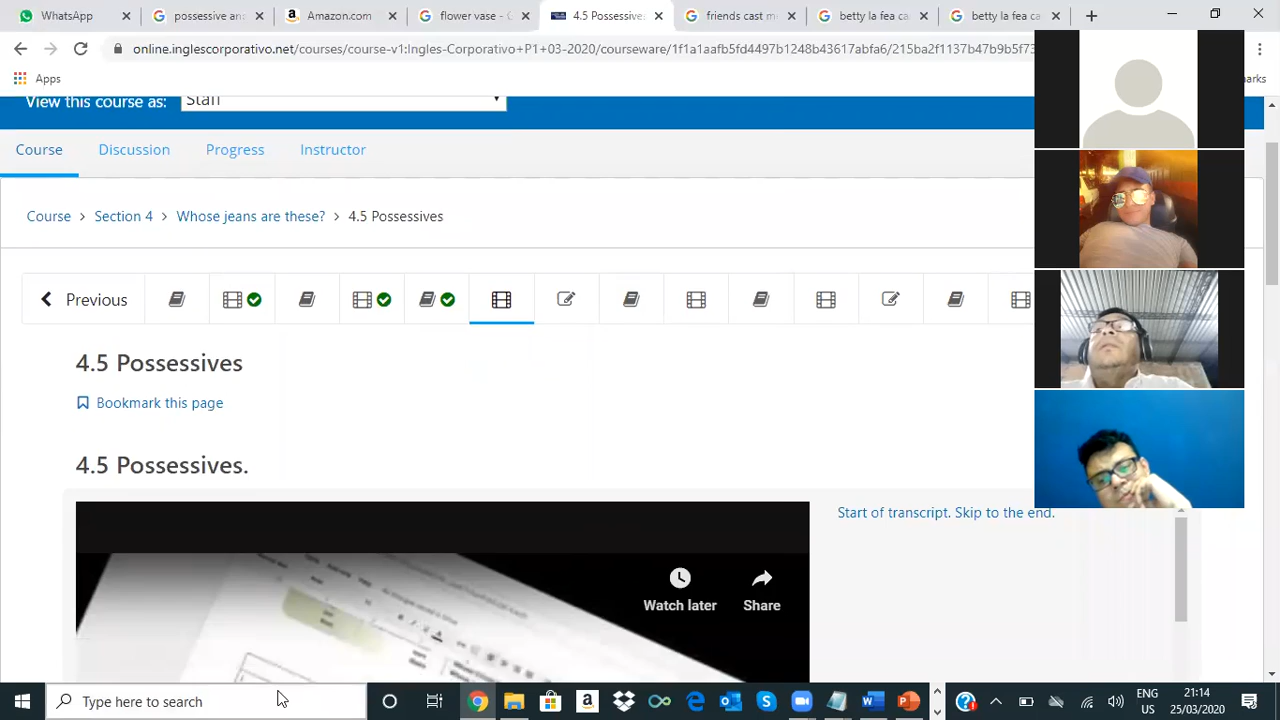 WhatsApp
possessive an
Amazon.com
flower vase - G
4.5 Possessives
friends cast m
betty la fea ca
betty la fea ca
online.inglescorporativo.net/courses/course-v1:Ingles-Corporativo+P1+03-2020/courseware/1f1a1aafb5fd4497b1248b43617abfa6/215ba2f1137b47b9b5f73
Apps
marks
View this course as:
Staff
Course
Discussion
Progress
Instructor
Course > Section 4 > Whose jeans are these? > 4.5 Possessives
Previous
4.5 Possessives
Bookmark this page
4.5 Possessives.
Start of transcript. Skip to the end.
Watch later
Share
Type here to search
ENG
US
21:14
25/03/2020